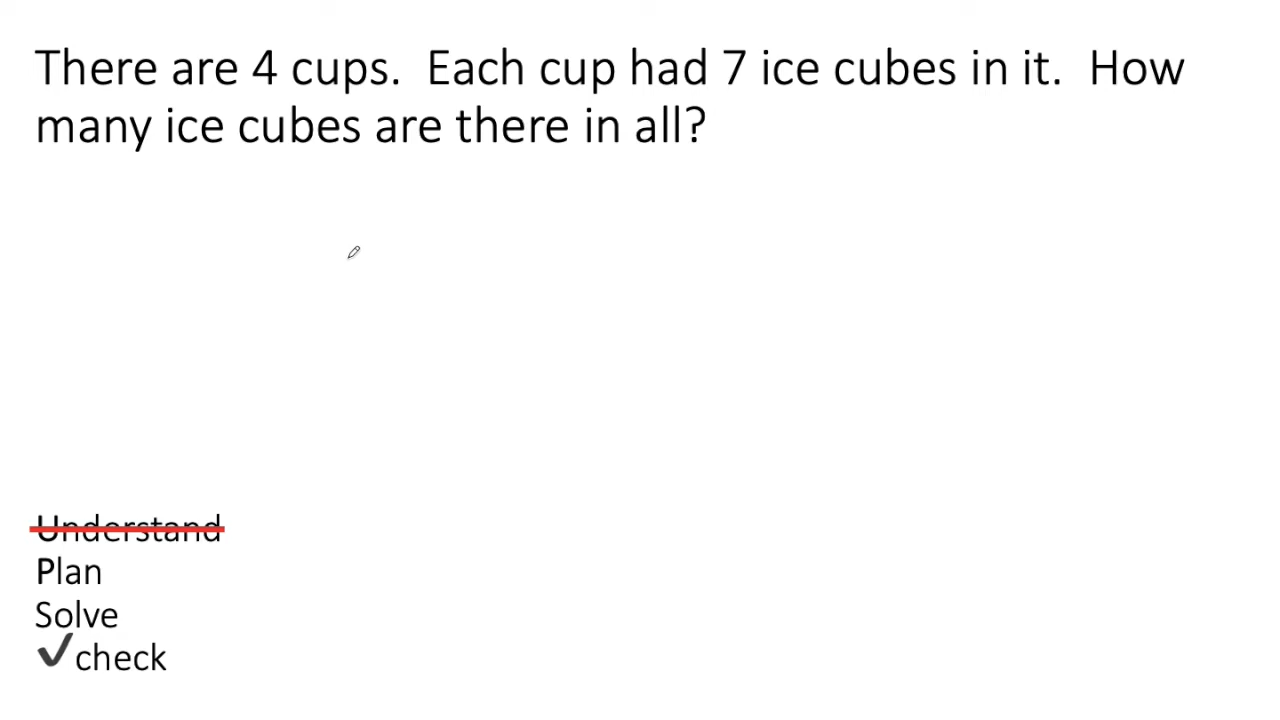 There are 4 cups.  Each cup had 7 ice cubes in it.  How
many ice cubes are there in all?
Understand
Plan
Solve
✔check